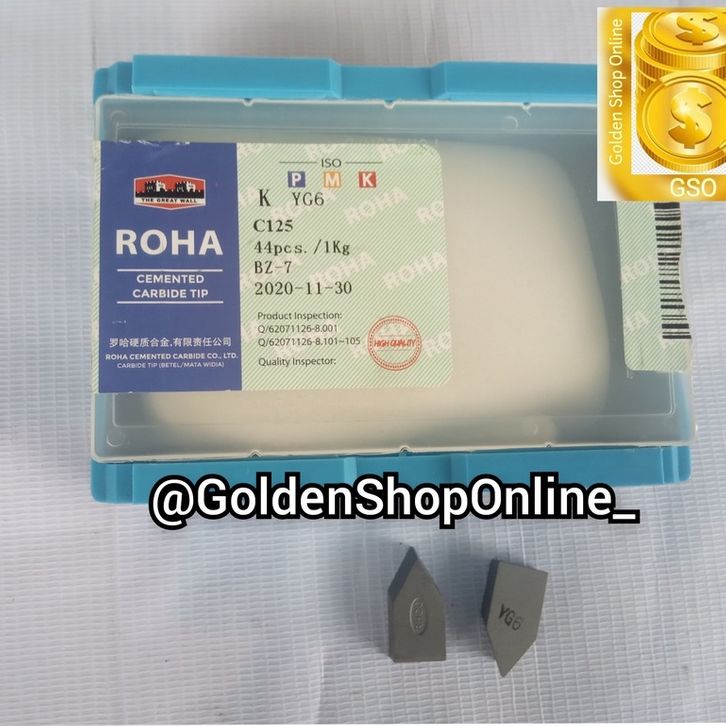 Golden Shop Online
GSO
ISO
P M K
K YG6
C125
44pcs./1Kg
BZ-7
2020-11-30
Product Inspection:
Q/62071126-8.001
Q/62071126-8.101~105
Quality Inspector:
HIGH QUALITY
THE GREAT WALL
ROHA
CEMENTED
CARBIDE TIP
罗哈硬质合金.有限责任公司
ROHA CEMENTED CARBIDE CO., LTD.
CARBIDE TIP (BETEL/MATA WIDIA)
ROHA
ROHA
@GoldenShopOnline_
YG6